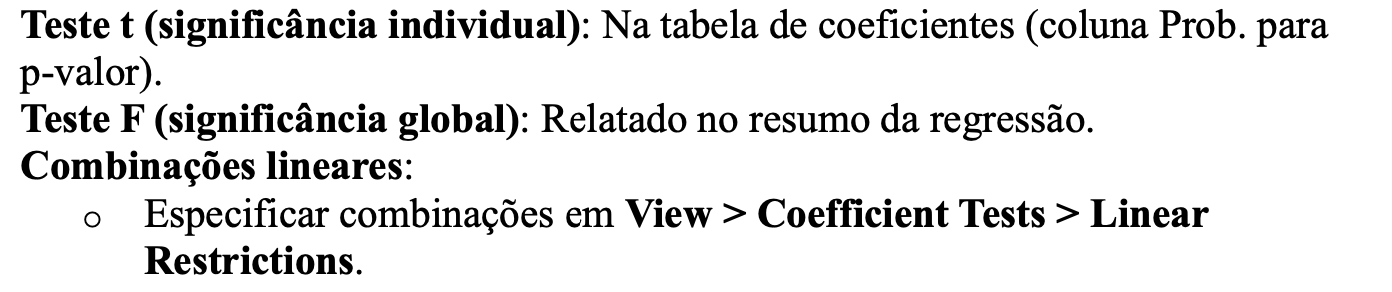 Teste t (significância individual): Na tabela de coeficientes (coluna Prob. para
p-valor).
Teste F (significância global): Relatado no resumo da regressão.
Combinações lineares:
○ Especificar combinações em View > Coefficient Tests > Linear
Restrictions.